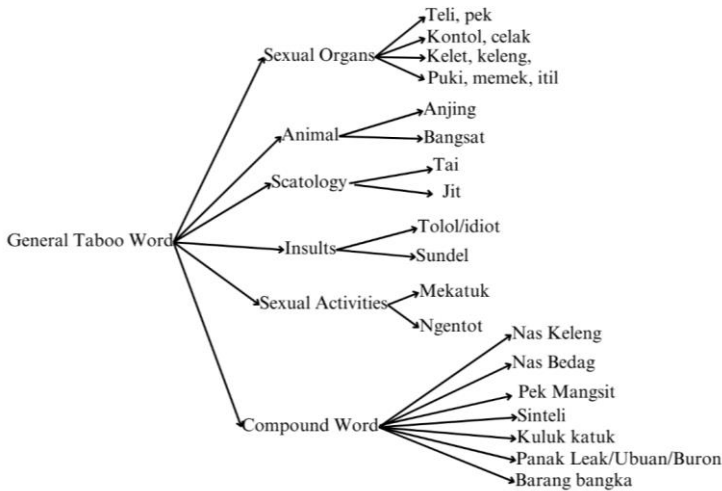 General Taboo Word
Sexual Organs
Teli, pek
Kontol, celak
Kelet, keleng,
Puki, memek, itil
Animal
Anjing
Bangsat
Scatology
Tai
Jit
Insults
Tolol/idiot
Sundel
Sexual Activities
Mekatuk
Ngentot
Compound Word
Nas Keleng
Nas Bedag
Pek Mangsit
Sinteli
Kuluk katuk
Panak Leak/Ubuan/Buron
Barang bangka